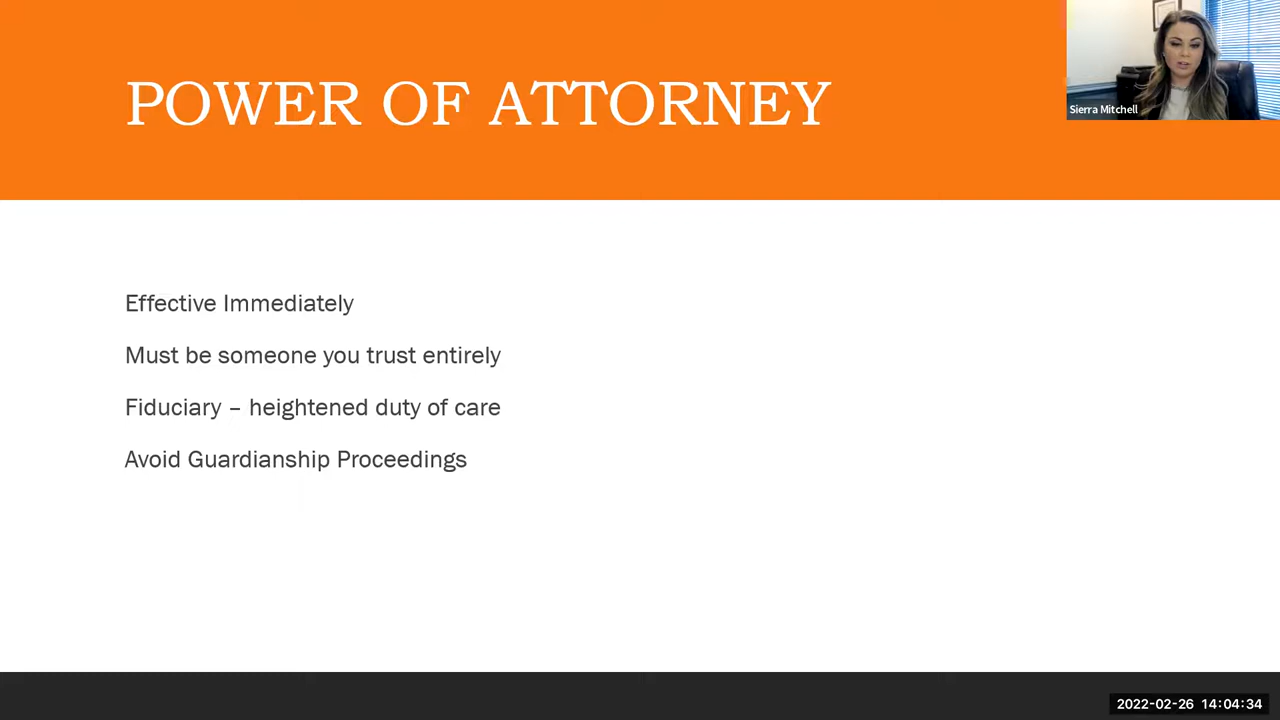 POWER OF ATTORNEY
Sierra Mitchell
Effective Immediately
Must be someone you trust entirely
Fiduciary – heightened duty of care
Avoid Guardianship Proceedings
2022-02-26 14:04:34